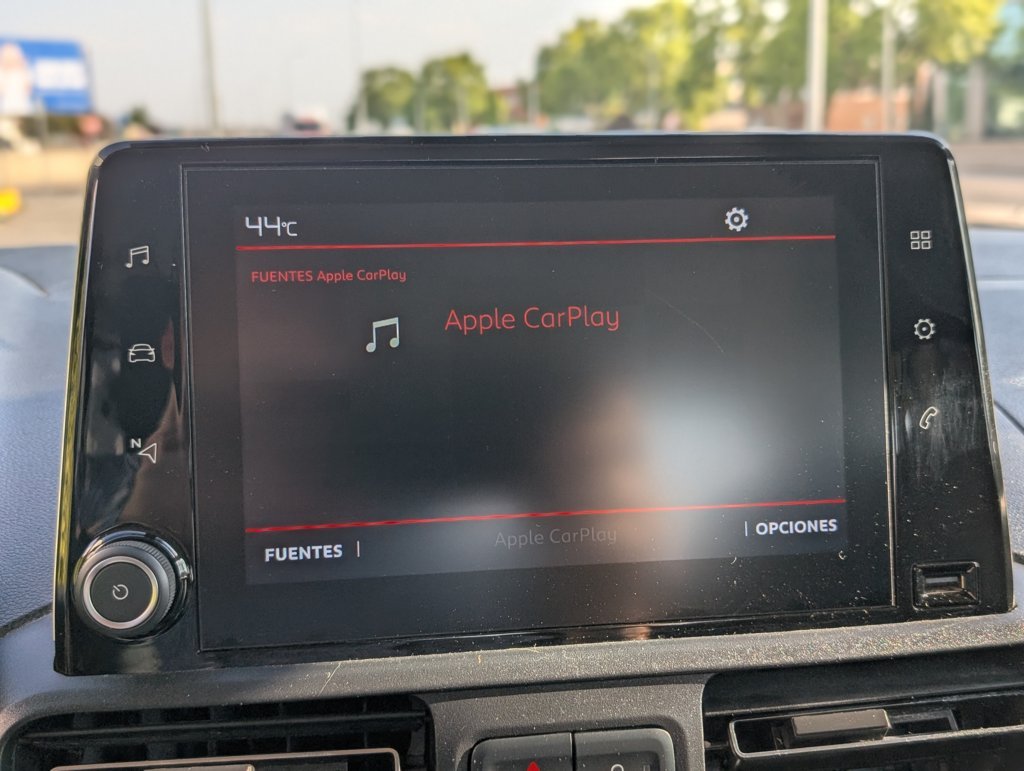 44°C
FUENTES Apple CarPlay
Apple CarPlay
N
FUENTES | Apple CarPlay | OPCIONES